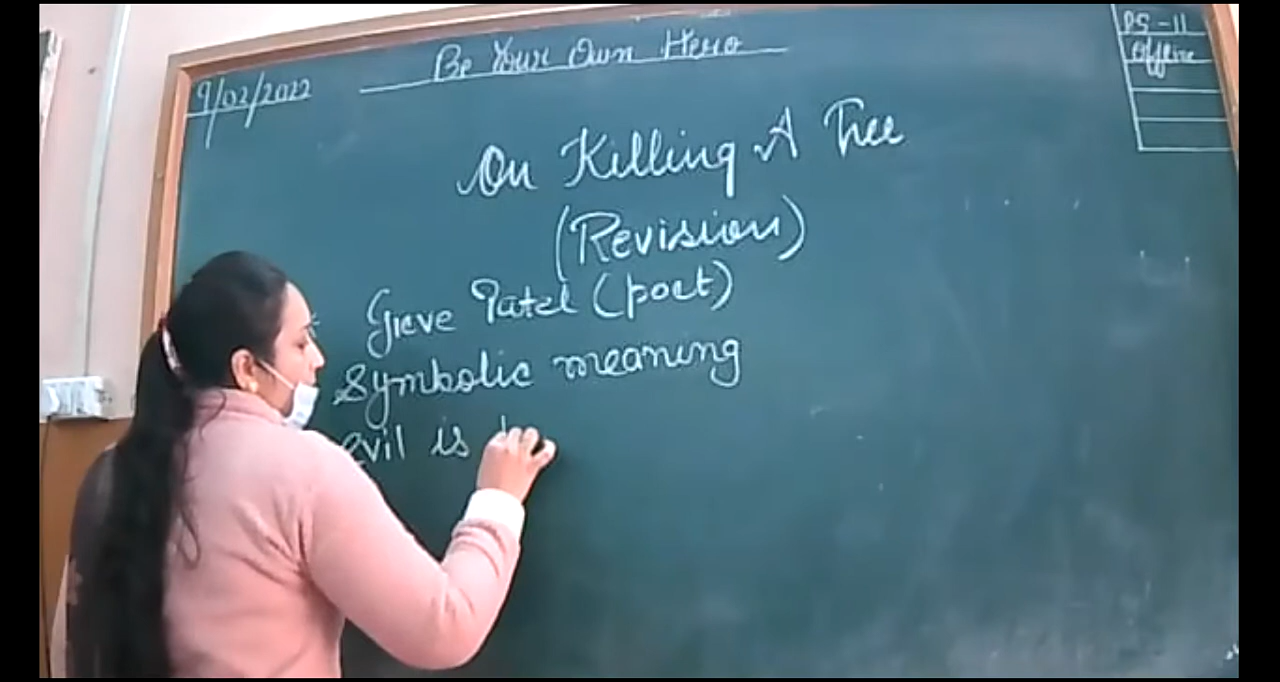 Be Your Own Hero
9/02/2022
PS-11
Offline
On Killing A Tree
(Revision)
Gieve Patel (poet)
Symbolic meaning
evil is